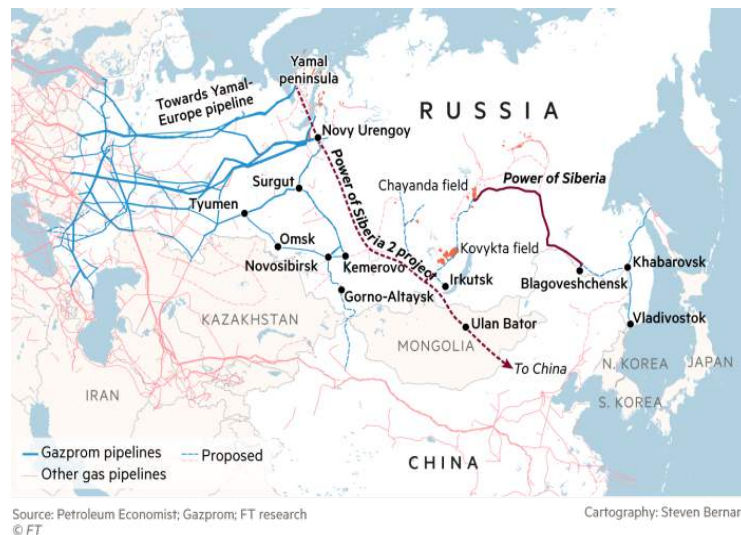 Yamal
peninsula
Towards Yamal-
Europe pipeline
RUSSIA
Novy Urengoy
Power of Siberia
Chayanda field
Surgut
Power of Siberia 2 project
Tyumen
Omsk
Kovykta field
Novosibirsk
Kemerovo
Irkutsk
Khabarovsk
Blagoveshchensk
Gorno-Altaysk
KAZAKHSTAN
Ulan Bator
Vladivostok
MONGOLIA
N. KOREA
JAPAN
To China
IRAN
S. KOREA
Gazprom pipelines
Proposed
Other gas pipelines
CHINA
Source: Petroleum Economist; Gazprom; FT research
Cartography: Steven Bernar
© FT